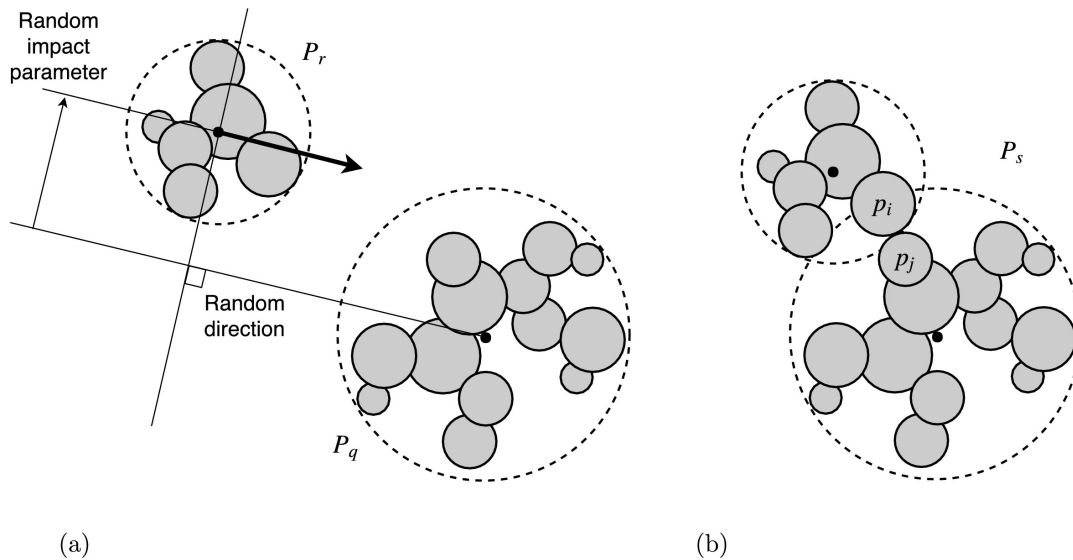 Random
impact
parameter
P_r
Random
direction
P_q
(a)
P_s
p_i
p_j
(b)